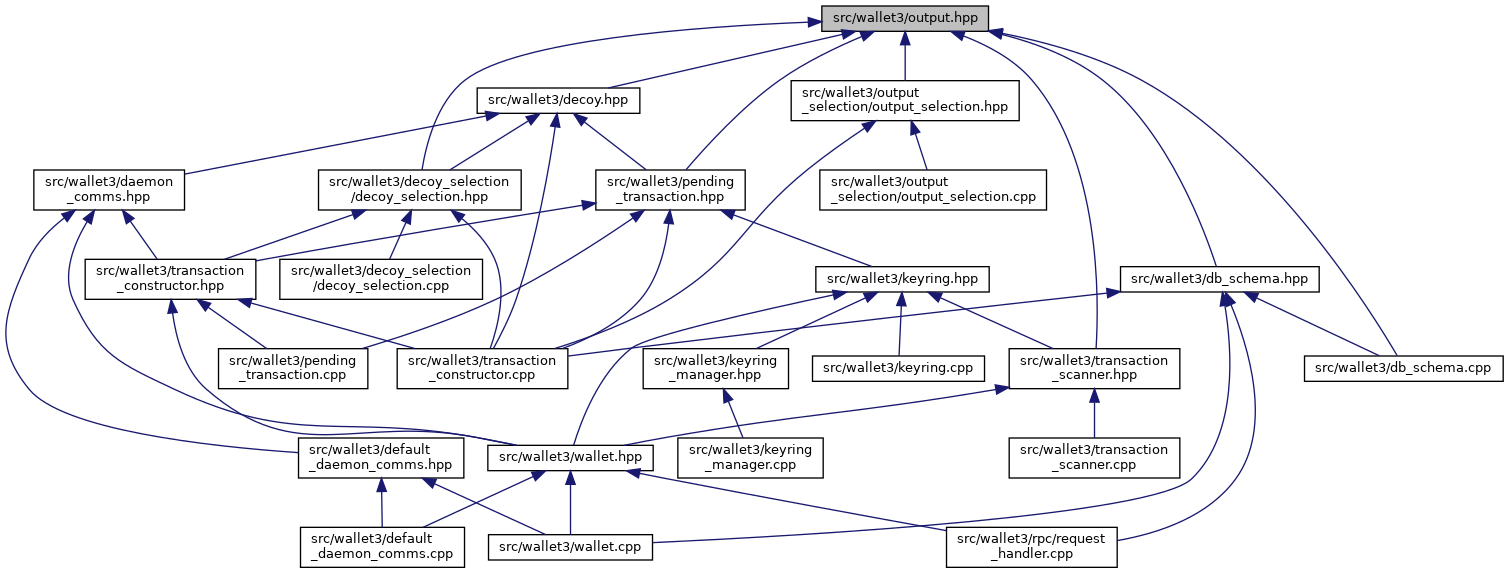 src/wallet3/output.hpp
src/wallet3/decoy.hpp
src/wallet3/output
_selection/output_selection.hpp
src/wallet3/daemon
_comms.hpp
src/wallet3/decoy_selection
/decoy_selection.hpp
src/wallet3/pending
_transaction.hpp
src/wallet3/output
_selection/output_selection.cpp
src/wallet3/transaction
_constructor.hpp
src/wallet3/decoy_selection
/decoy_selection.cpp
src/wallet3/keyring.hpp
src/wallet3/db_schema.hpp
src/wallet3/pending
_transaction.cpp
src/wallet3/transaction
_constructor.cpp
src/wallet3/keyring
_manager.hpp
src/wallet3/keyring.cpp
src/wallet3/transaction
_scanner.hpp
src/wallet3/db_schema.cpp
src/wallet3/default
_daemon_comms.hpp
src/wallet3/wallet.hpp
src/wallet3/keyring
_manager.cpp
src/wallet3/transaction
_scanner.cpp
src/wallet3/default
_daemon_comms.cpp
src/wallet3/wallet.cpp
src/wallet3/rpc/request
_handler.cpp